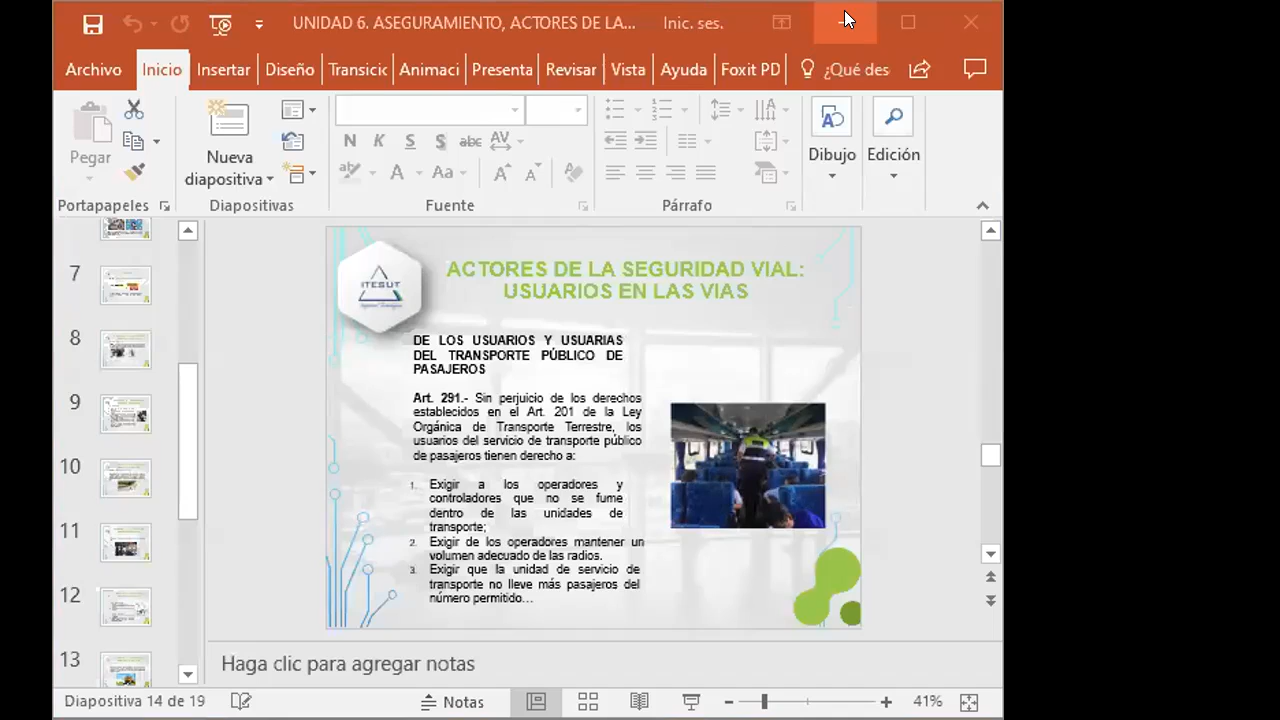 UNIDAD 6. ASEGURAMIENTO, ACTORES DE LA...
Inic. ses.
Archivo Inicio Insertar Diseño Transicic Animaci Presenta Revisar Vista Ayuda Foxit PD ¿Qué des
Pegar
Nueva diapositiva
N K S S abc AV
Aa
A A
Dibujo
Edición
Portapapeles Diapositivas Fuente Párrafo
7
8
9
10
11
12
13
ITESUT
ACTORES DE LA SEGURIDAD VIAL:
USUARIOS EN LAS VIAS
DE LOS USUARIOS Y USUARIAS
DEL TRANSPORTE PÚBLICO DE
PASAJEROS
Art. 291.- Sin perjuicio de los derechos
establecidos en el Art. 201 de la Ley
Orgánica de Transporte Terrestre, los
usuarios del servicio de transporte público
de pasajeros tienen derecho a:
1. Exigir a los operadores y
controladores que no se fume
dentro de las unidades de
transporte;
2. Exigir de los operadores mantener un
volumen adecuado de las radios.
3. Exigir que la unidad de servicio de
transporte no lleve más pasajeros del
número permitido...
Haga clic para agregar notas
Diapositiva 14 de 19 Notas 41%